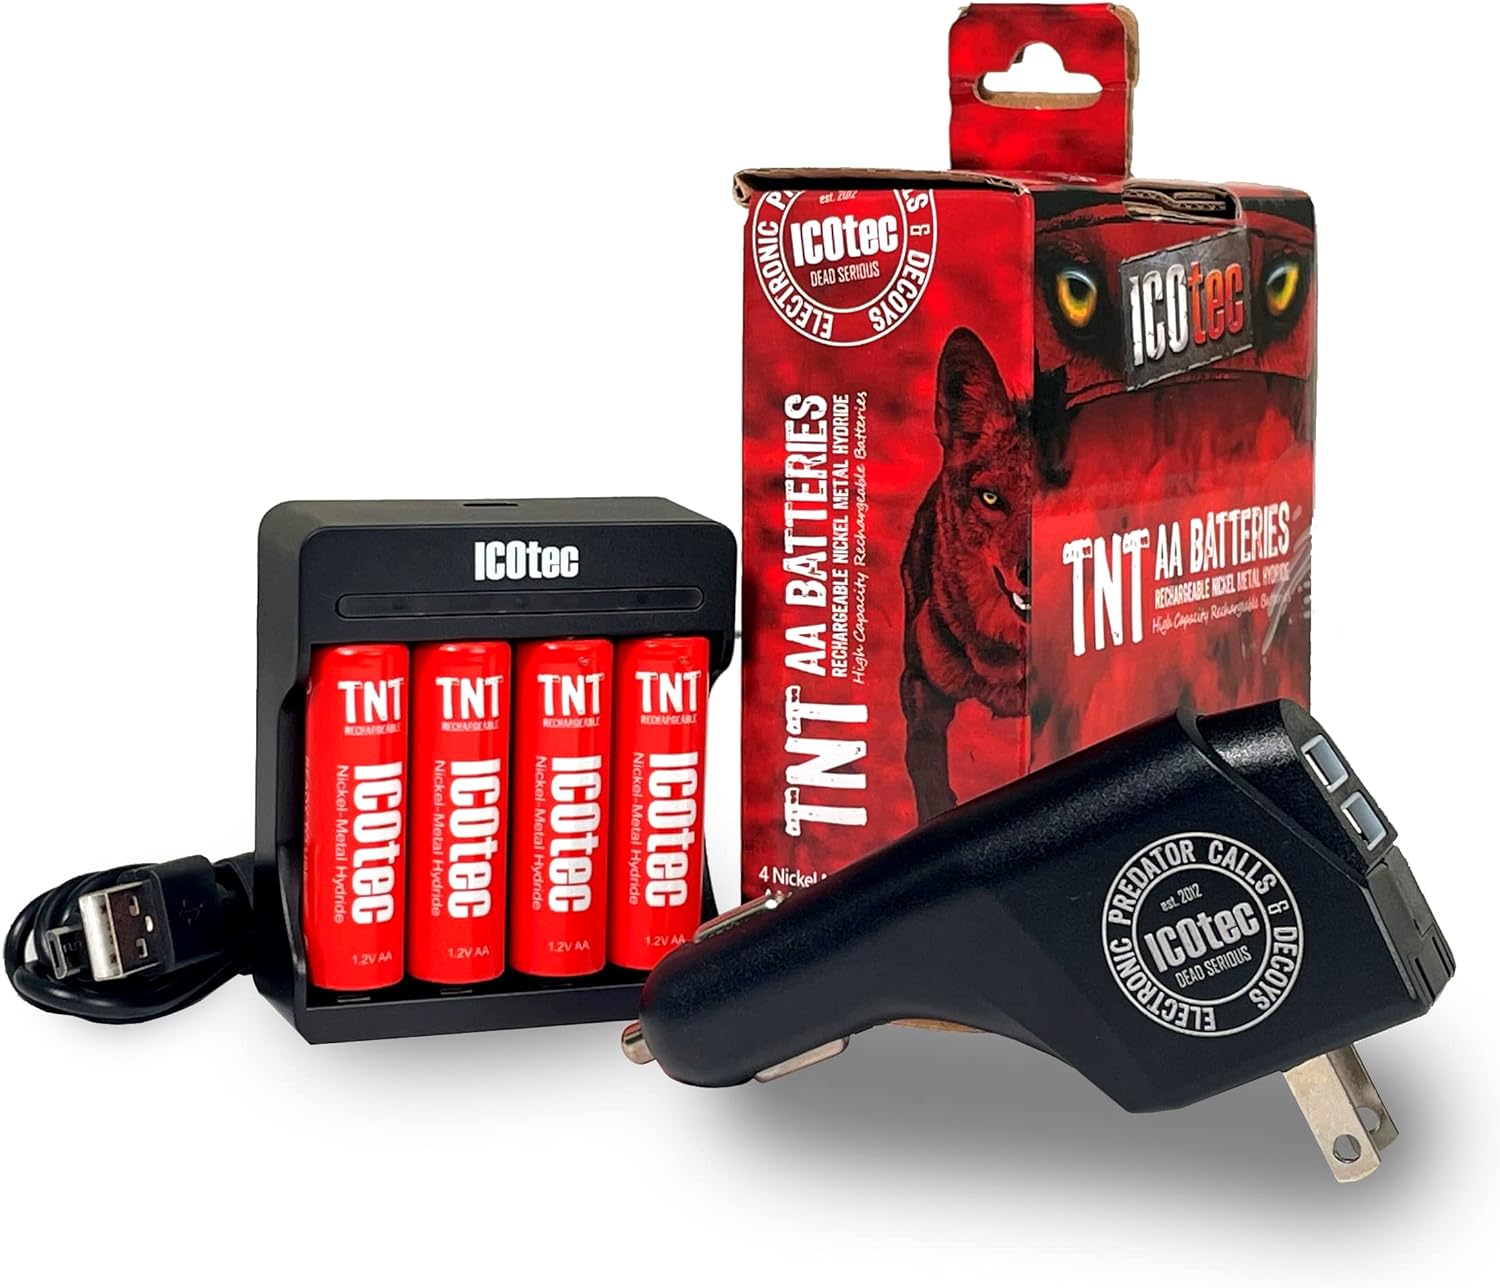 ICOtec
TNT
RECHARGEABLE
ICOtec
Nickel-Metal Hydride
1.2V AA
TNT
RECHARGEABLE
ICOtec
Nickel-Metal Hydride
1.2V AA
TNT
RECHARGEABLE
ICOtec
Nickel-Metal Hydride
1.2V AA
TNT
RECHARGEABLE
ICOtec
Nickel-Metal Hydride
1.2V AA
est. 2012
ICOtec
DEAD SERIOUS
ELECTRONIC
& DECOYS
TNT AA BATTERIES
RECHARGEABLE NICKEL METAL HYDRIDE
High Capacity Rechargeable Batteries
4 Nickel
ICOtec
TNT AA BATTERIES
RECHARGEABLE NICKEL METAL HYDRIDE
High Capacity Rechargeable
ELECTRONIC PREDATOR CALLS & DECOYS
est. 2012
ICOtec
DEAD SERIOUS